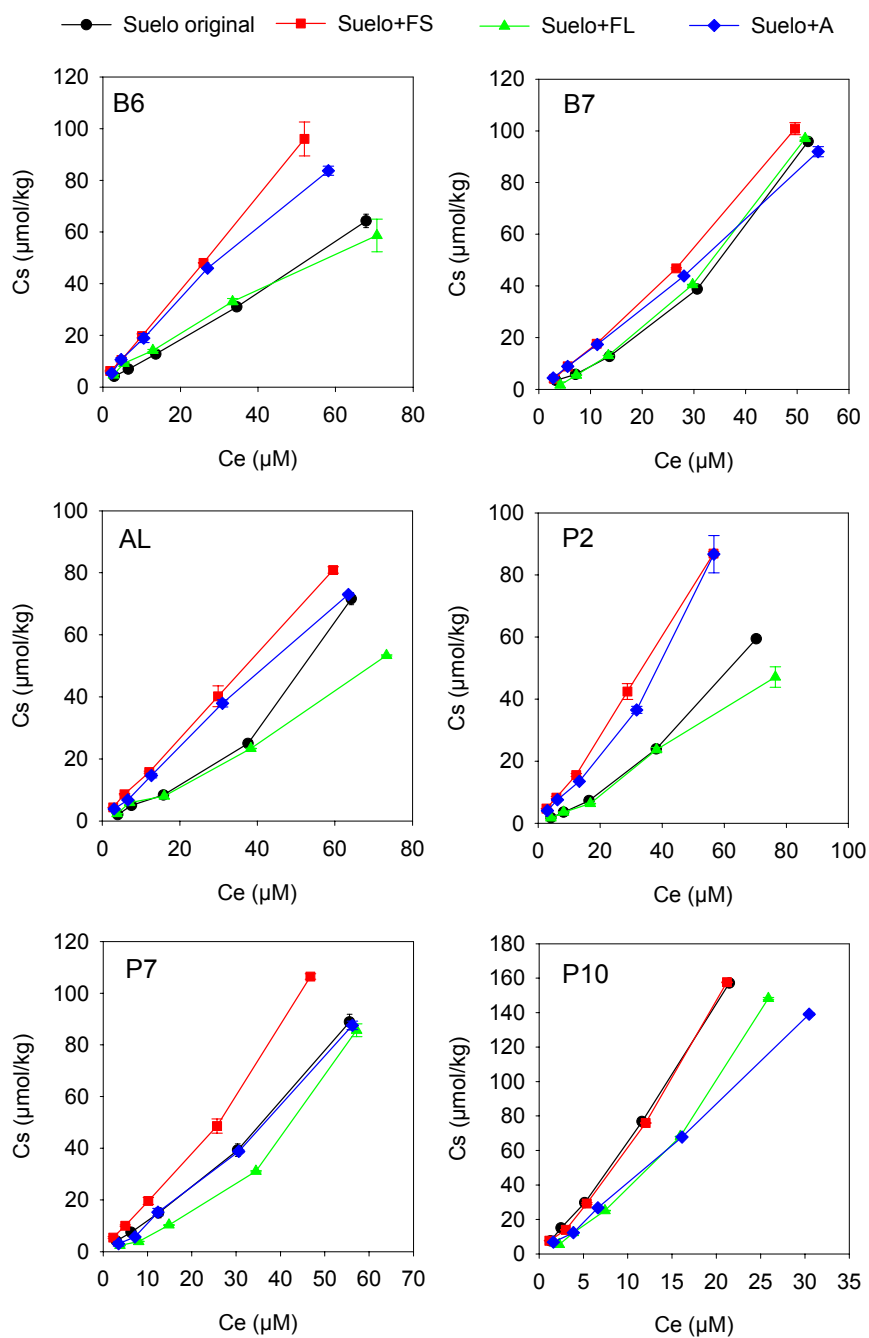 Suelo original Suelo+FS Suelo+FL Suelo+A
B6
Cs (µmol/kg)
120
100
80
60
40
20
0
0 20 40 60 80
Ce (µM)
B7
Cs (µmol/kg)
120
100
80
60
40
20
0
0 10 20 30 40 50 60
Ce (µM)
AL
Cs (µmol/kg)
100
80
60
40
20
0
0 20 40 60 80
Ce (µM)
P2
Cs (µmol/kg)
100
80
60
40
20
0
0 20 40 60 80 100
Ce (µM)
P7
Cs (µmol/kg)
120
100
80
60
40
20
0
0 10 20 30 40 50 60 70
Ce (µM)
P10
Cs (µmol/kg)
180
160
140
120
100
80
60
40
20
0
0 5 10 15 20 25 30 35
Ce (µM)